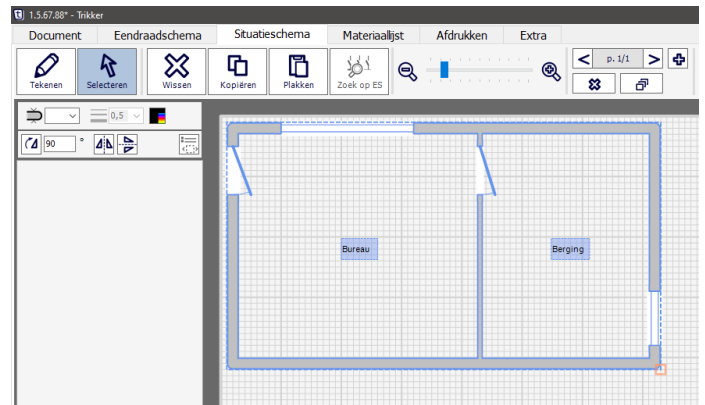 1.5.67.88* - Trikker
Document Eendraadschema Situatieschema Materiaallijst Afdrukken Extra
Tekenen Selecteren Wissen Kopiëren Plakken Zoek op ES
p. 1/1
0,5
90 °
Bureau Berging